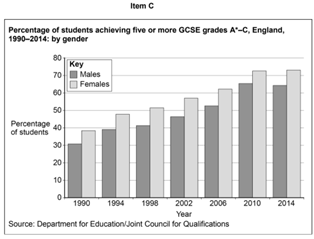 Item C
Percentage of students achieving five or more GCSE grades A*–C, England,
1990–2014: by gender
Key
Males
Females
Percentage
of students
80
70
60
50
40
30
20
10
0
1990 1994 1998 2002 2006 2010 2014
Year
Source: Department for Education/Joint Council for Qualifications